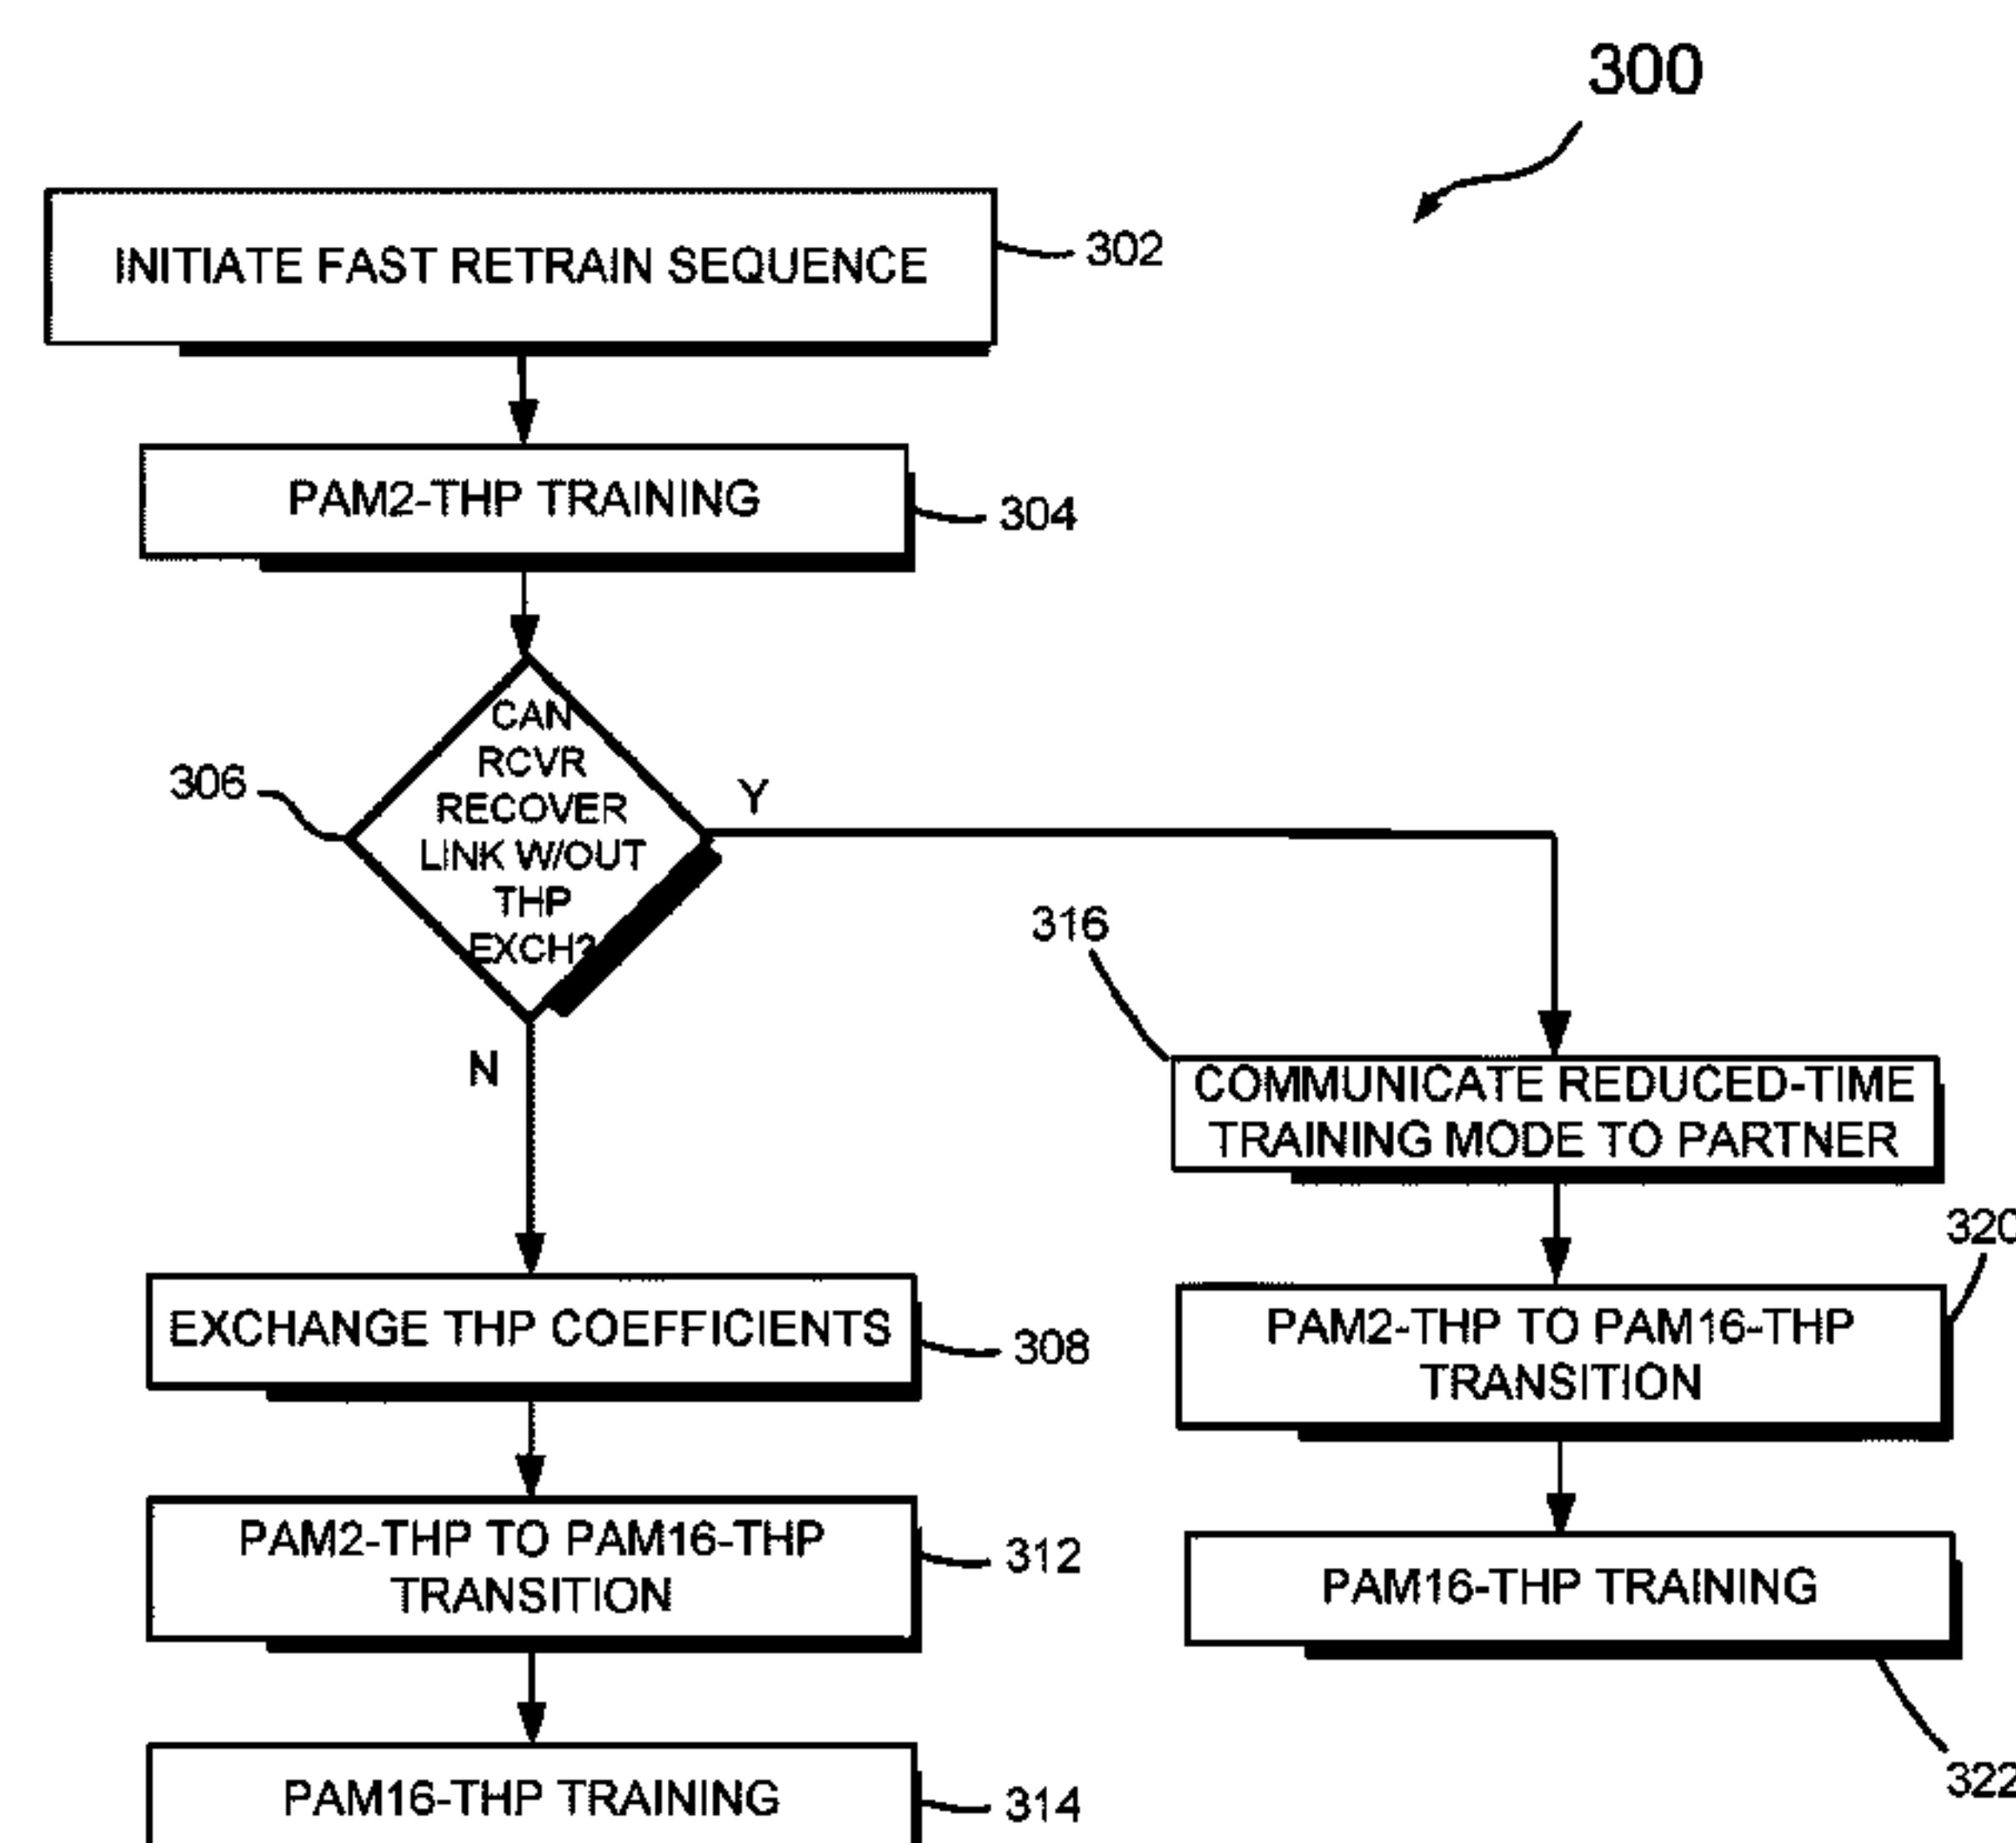 300
INITIATE FAST RETRAIN SEQUENCE
302
PAM2-THP TRAINING
304
CAN
RCVR
RECOVER
LINK W/OUT
THP
EXCH?
306
Y
N
316
COMMUNICATE REDUCED-TIME
TRAINING MODE TO PARTNER
320
EXCHANGE THP COEFFICIENTS
308
PAM2-THP TO PAM16-THP
TRANSITION
PAM2-THP TO PAM16-THP
TRANSITION
312
PAM16-THP TRAINING
322
PAM16-THP TRAINING
314